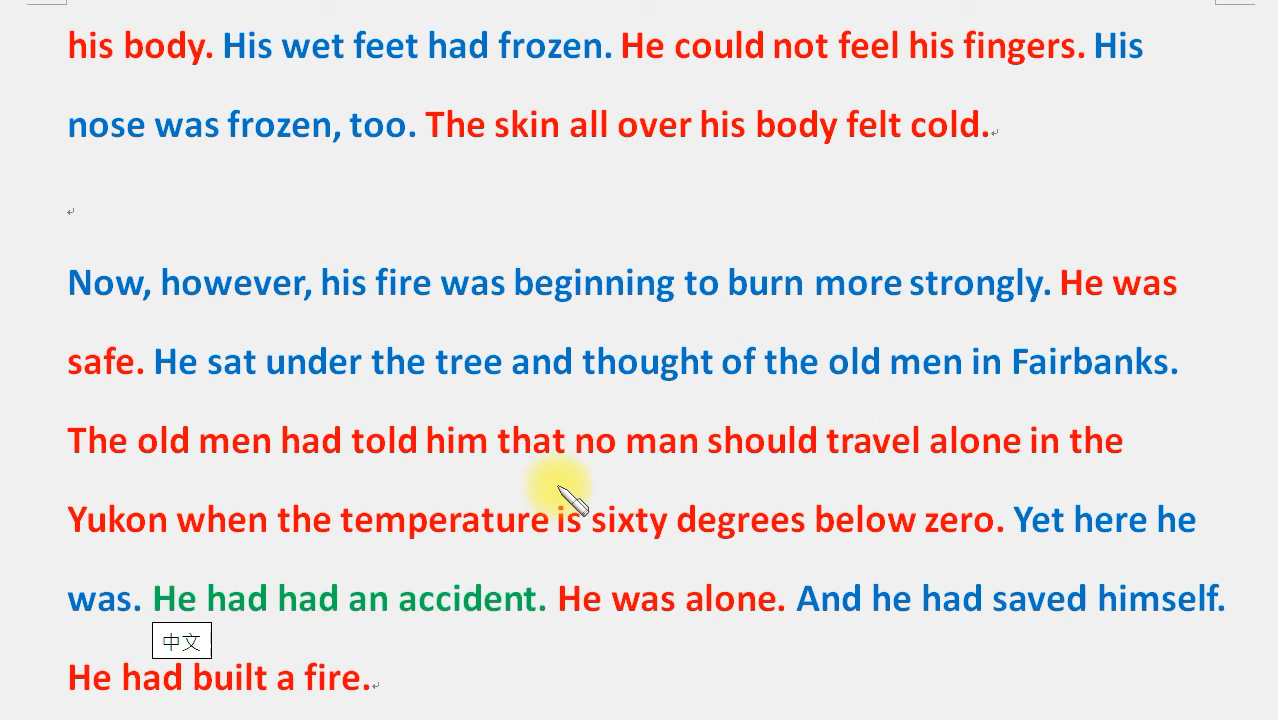 his body. His wet feet had frozen. He could not feel his fingers. His
nose was frozen, too. The skin all over his body felt cold.
Now, however, his fire was beginning to burn more strongly. He was
safe. He sat under the tree and thought of the old men in Fairbanks.
The old men had told him that no man should travel alone in the
Yukon when the temperature is sixty degrees below zero. Yet here he
was. He had had an accident. He was alone. And he had saved himself.
中文
He had built a fire.